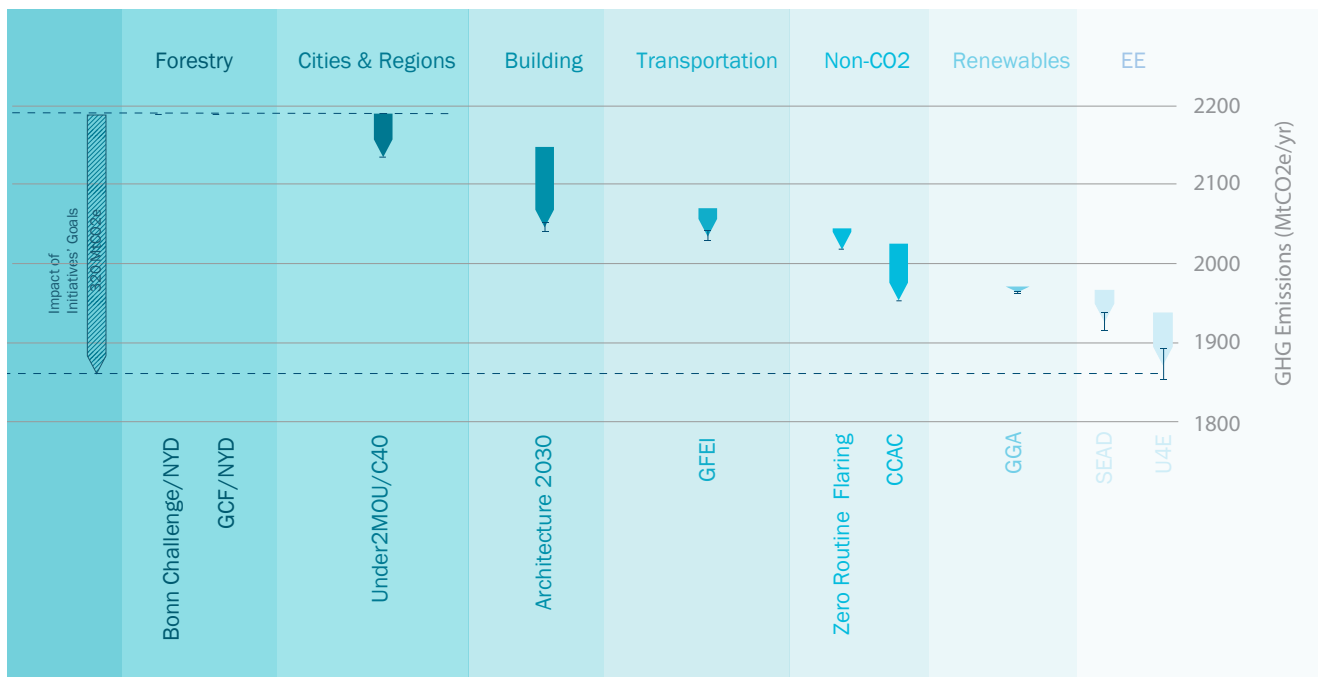 Forestry
Cities & Regions
Building
Transportation
Non-CO2
Renewables
EE
2200
2100
2000
1900
1800
GHG Emissions (MtCO2e/yr)
Impact of
Initiatives' Goals
320 MtCO2e
Bonn Challenge/NYD
GCF/NYD
Under2MOU/C40
Architecture 2030
GFEI
Zero Routine Flaring
CCAC
GGA
SEAD
U4E